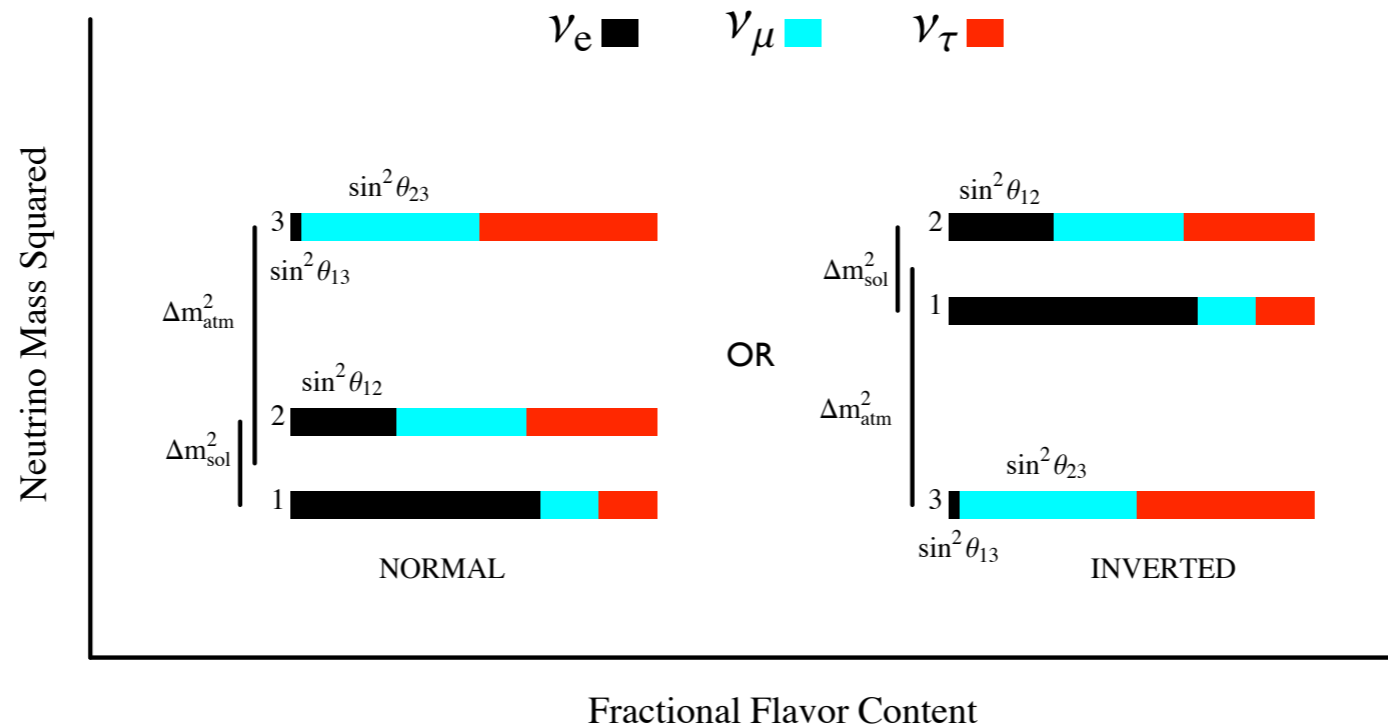 νe νμ ντ
Neutrino Mass Squared
sin²θ₂₃
3
sin²θ₁₃
Δm²atm
sin²θ₁₂
2
Δm²sol
1
NORMAL
OR
sin²θ₁₂
2
Δm²sol
1
Δm²atm
sin²θ₂₃
3
sin²θ₁₃
INVERTED
Fractional Flavor Content